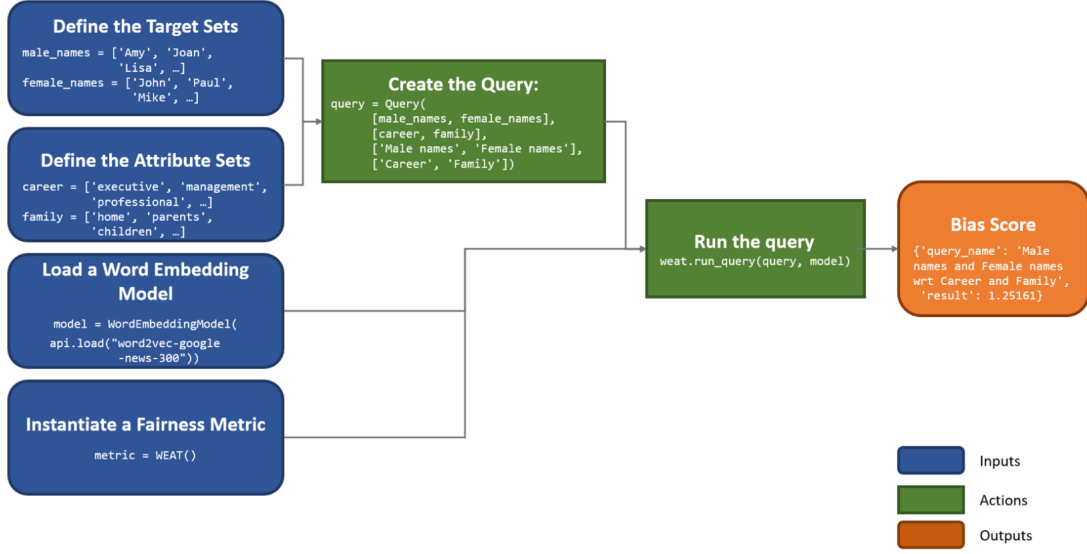 Define the Target Sets
male_names = ['Amy', 'Joan',
'Lisa', …]
female_names = ['John', 'Paul',
'Mike', …]
Define the Attribute Sets
career = ['executive', 'management',
'professional', …]
family = ['home', 'parents',
'children', …]
Load a Word Embedding
Model
model = WordEmbeddingModel(
api.load("word2vec-google
-news-300"))
Instantiate a Fairness Metric
metric = WEAT()
Create the Query:
query = Query(
[male_names, female_names],
[career, family],
['Male names', 'Female names'],
['Career', 'Family'])
Run the query
weat.run_query(query, model)
Bias Score
{'query_name': 'Male
names and Female names
wrt Career and Family',
'result': 1.25161}
Inputs
Actions
Outputs